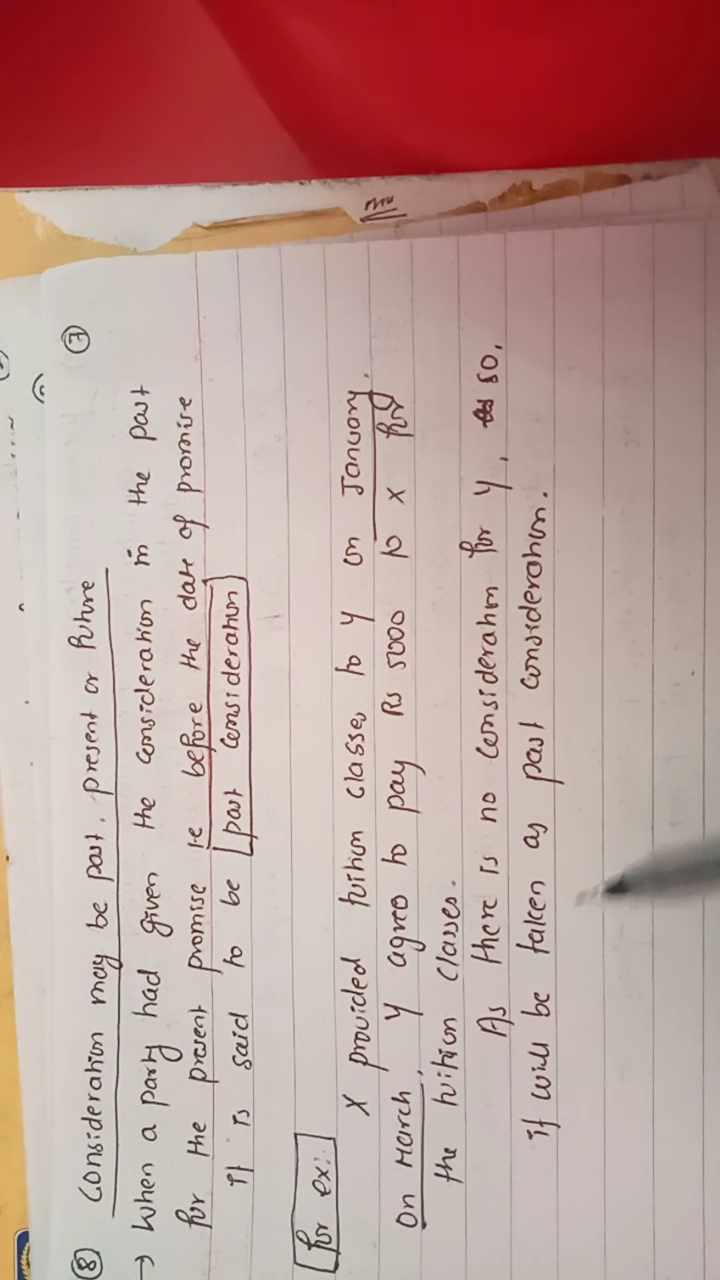 ⑧ Consideration may be past, present or future ⑦
→ When a party had given the consideration in the past
for the present promise ie before the date of promise
it is said to be past consideration
for ex:
X provided tuition classes to Y on January,
on March, Y agree to pay Rs 5000 to X for
the tuition classes.
As there is no consideration for Y, so,
it will be taken as past consideration.